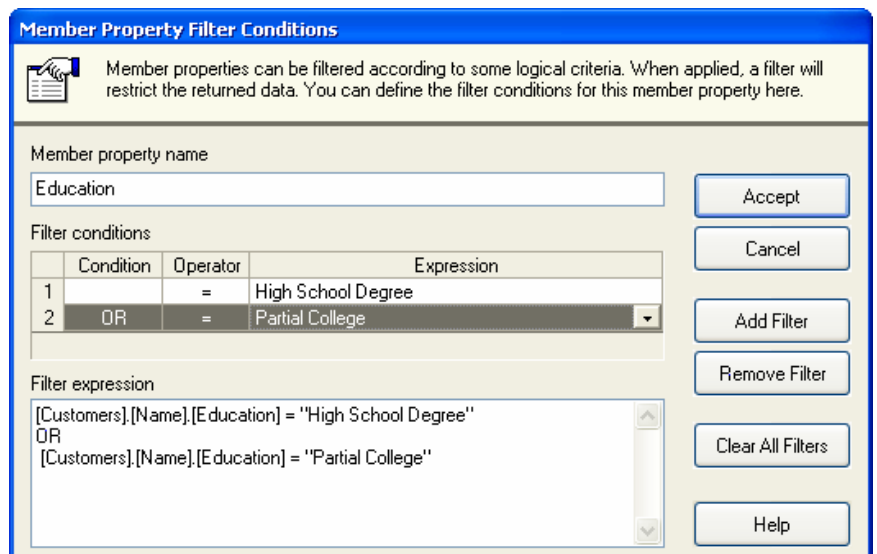 Member Property Filter Conditions
Member properties can be filtered according to some logical criteria. When applied, a filter will
restrict the returned data. You can define the filter conditions for this member property here.
Member property name
Education
Accept
Filter conditions
Cancel
Condition Operator Expression
1 = High School Degree
2 OR = Partial College
Add Filter
Remove Filter
Filter expression
[Customers].[Name].[Education] = "High School Degree"
OR
[Customers].[Name].[Education] = "Partial College"
Clear All Filters
Help